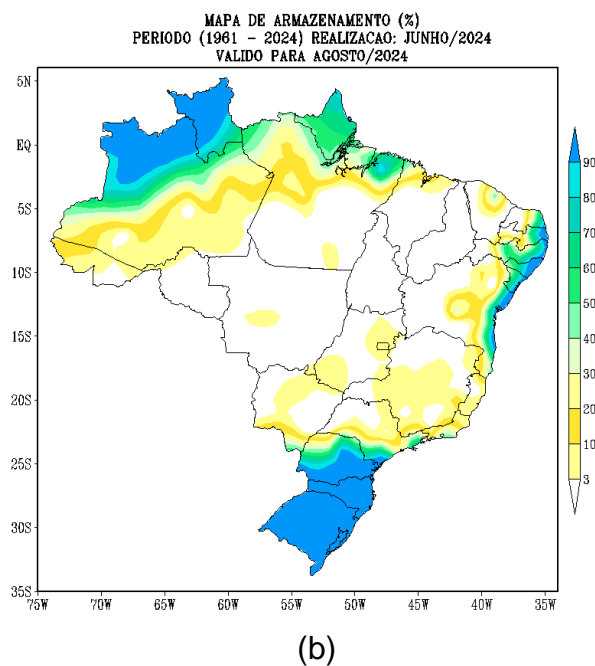 MAPA DE ARMAZENAMENTO (%)
PERIODO (1961 - 2024) REALIZACAO: JUNHO/2024
VALIDO PARA AGOSTO/2024
5N
EQ
5S
10S
15S
20S
25S
30S
35S
75W 70W 65W 60W 55W 50W 45W 40W 35W
90
80
70
60
50
40
30
20
10
3
(b)